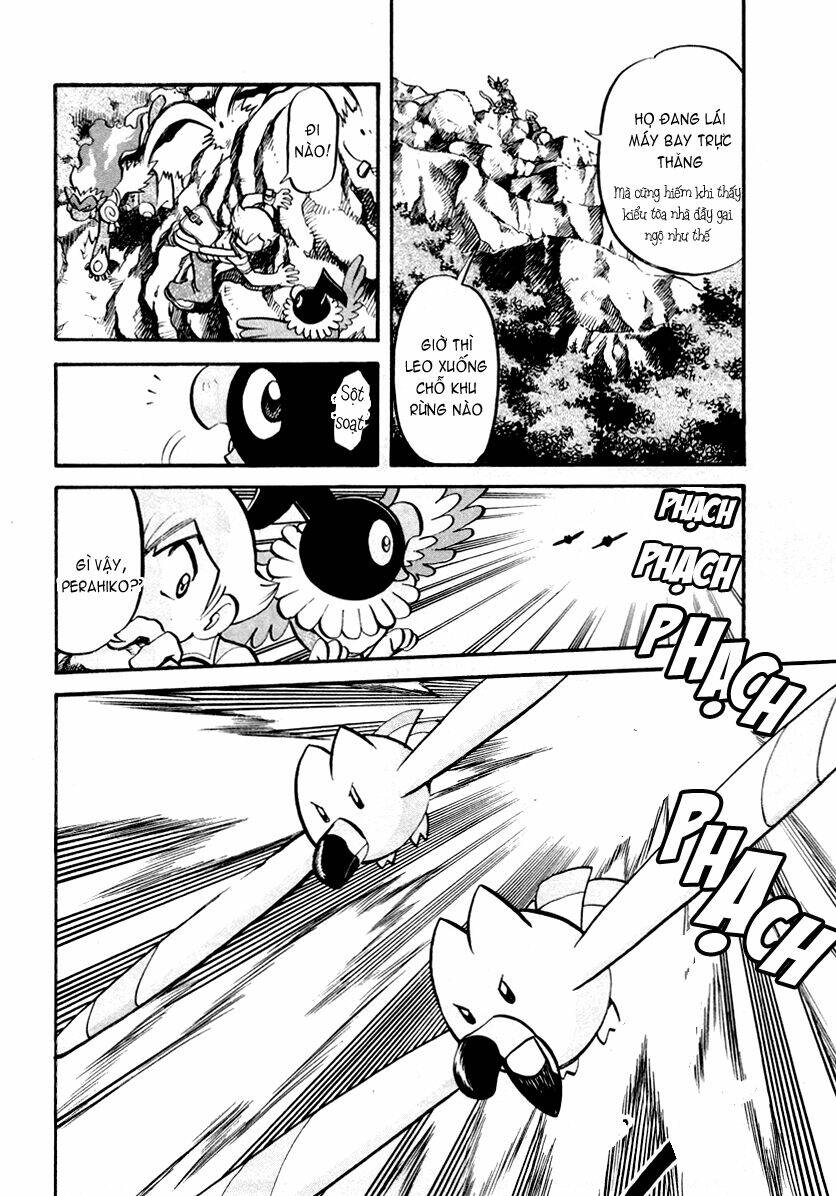 HỌ ĐANG LÁI
MÁY BAY TRỰC
THĂNG
Mà cũng hiếm khi thấy
kiểu tòa nhà đầy gai
ngộ như thế
GIỜ THÌ
LEO XUỐNG
CHỖ KHU
RỪNG NÀO
ĐI
NÀO!
Sột
soạt
PHẠCH
PHẠCH
PHẠCH
GÌ VẬY,
PERAHIKO?
PHẠCH